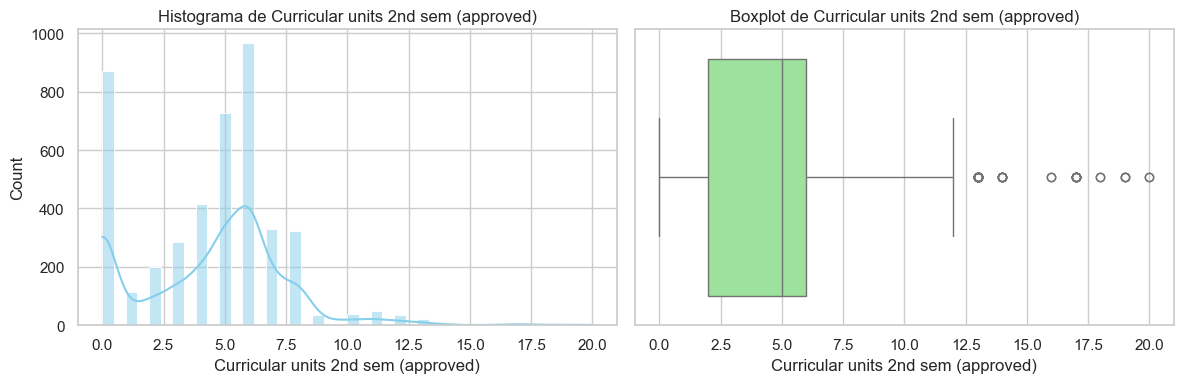 Histograma de Curricular units 2nd sem (approved)
1000
800
600
400
200
0
Count
0.0 2.5 5.0 7.5 10.0 12.5 15.0 17.5 20.0
Curricular units 2nd sem (approved)
Boxplot de Curricular units 2nd sem (approved)
0.0 2.5 5.0 7.5 10.0 12.5 15.0 17.5 20.0
Curricular units 2nd sem (approved)